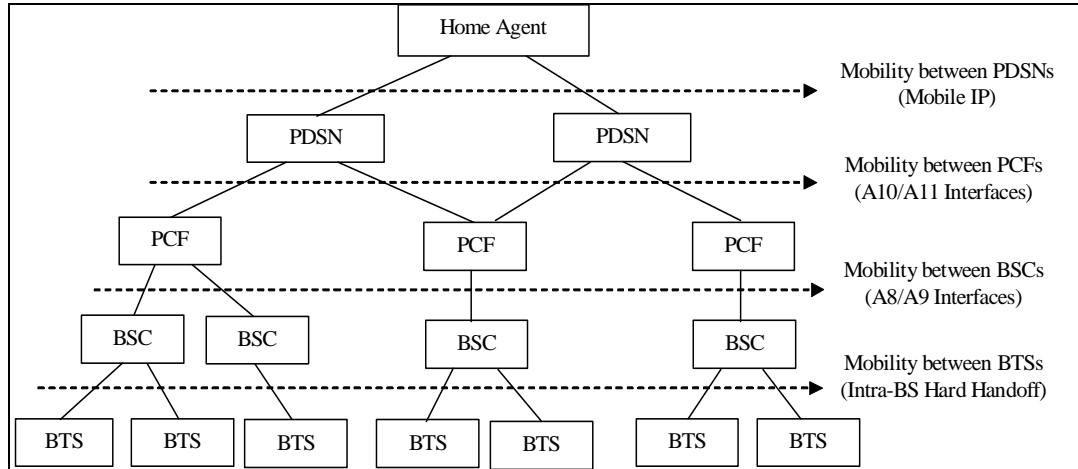 Home Agent
Mobility between PDSNs
(Mobile IP)
PDSN
PDSN
Mobility between PCFs
(A10/A11 Interfaces)
PCF
PCF
PCF
Mobility between BSCs
(A8/A9 Interfaces)
BSC
BSC
BSC
BSC
Mobility between BTSs
(Intra-BS Hard Handoff)
BTS
BTS
BTS
BTS
BTS
BTS
BTS